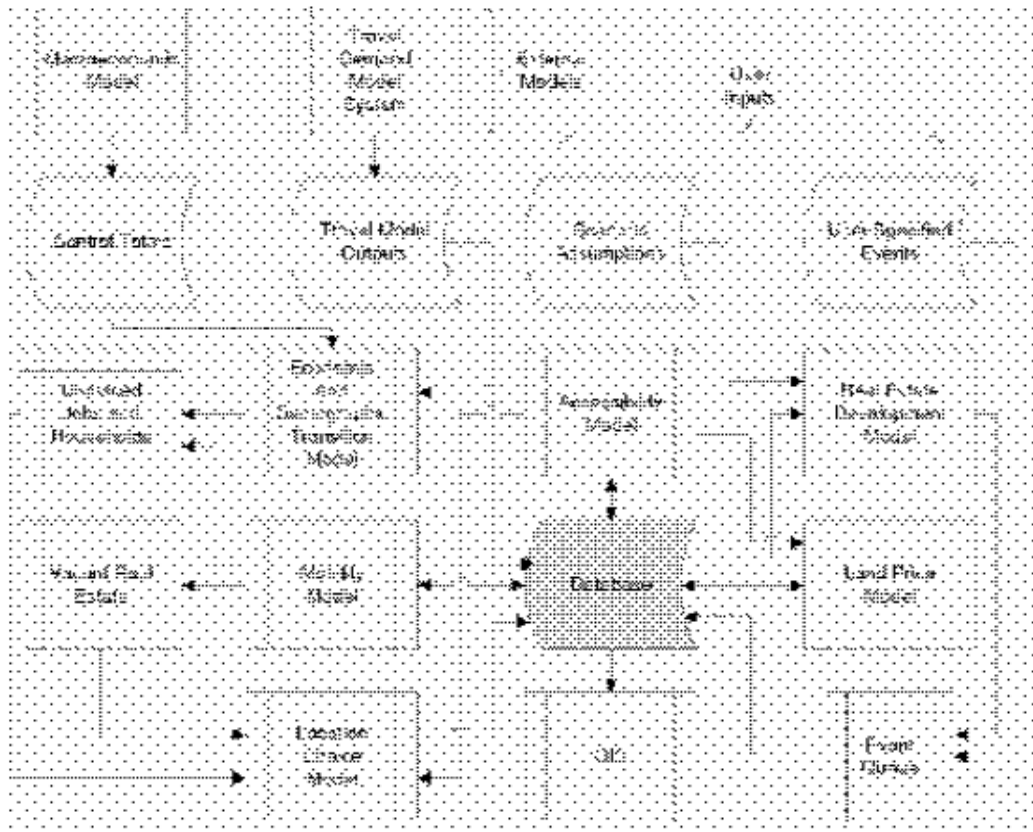 Macroeconomic
Model
Travel
Demand
Model
System
External
Models
User
Inputs
Control Totals
Travel Model
Outputs
Scenario
Assumptions
User Specified
Events
Economic
and
Demographic
Transition
Model
Unplaced
Jobs and
Households
Accessibility
Model
Real Estate
Development
Model
Vacant Real
Estate
Mobility
Model
Database
Land Price
Model
Location
Choice
Model
GIS
Event
Queue